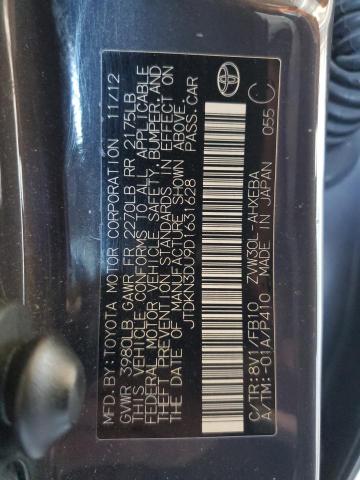 MFD.BY:TOYOTA MOTOR CORPORATION 11/12
GVWR 3980LB GAWR FR 2270LB RR 2175LB
THIS VEHICLE CONFORMS TO ALL APPLICABLE
FEDERAL MOTOR VEHICLE SAFETY, BUMPER, AND
THEFT PREVENTION STANDARDS IN EFFECT ON
THE DATE OF MANUFACTURE SHOWN ABOVE.
JTDKN3DU9D1631628 PASS.CAR
C/TR:8V1/FB10 ZVW30L-AHXEBA
A/TM:-01A/P410 MADE IN JAPAN 055 C